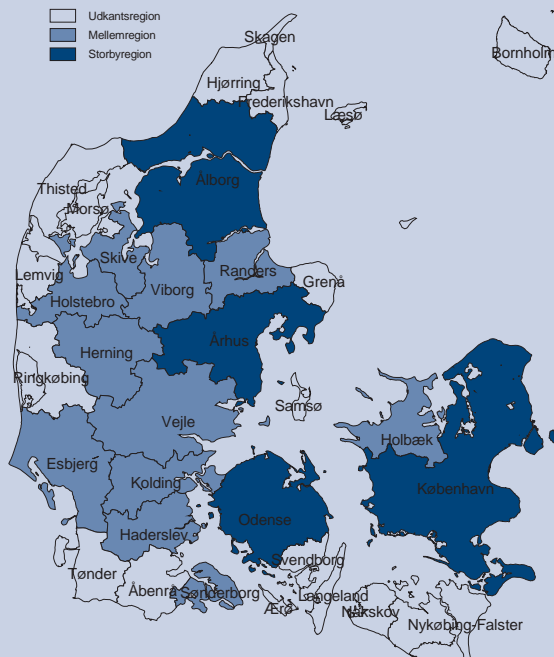 Udkantsregion
Mellemregion
Storbyregion
Skagen
Bornholm
Hjørring
Frederikshavn
Læsø
Ålborg
Thisted
Morsø
Skive
Lemvig
Randers
Grenå
Viborg
Holstebro
Århus
Herning
Ringkøbing
Samsø
Vejle
Holbæk
Esbjerg
Kolding
København
Odense
Haderslev
Svendborg
Tønder
Åbenrå
Sønderborg
Langeland
Ærø
Nakskov
Nykøbing-Falster